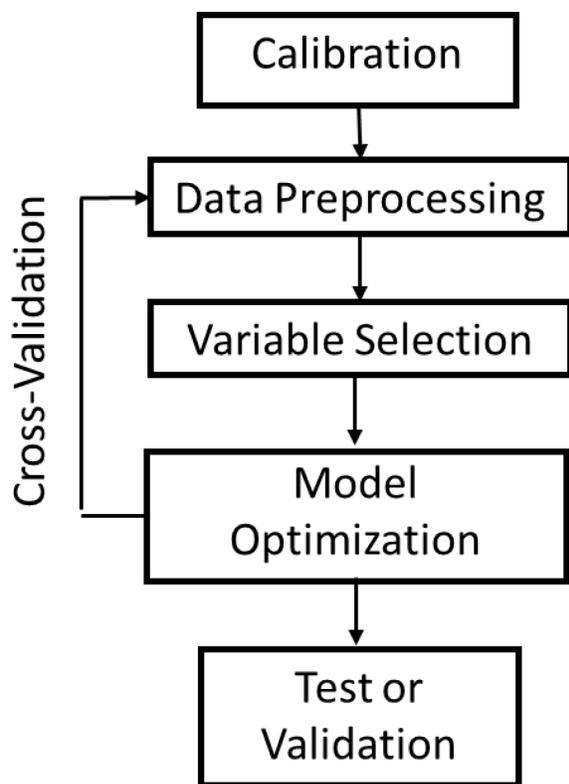 Calibration
Data Preprocessing
Cross-Validation
Variable Selection
Model
Optimization
Test or
Validation